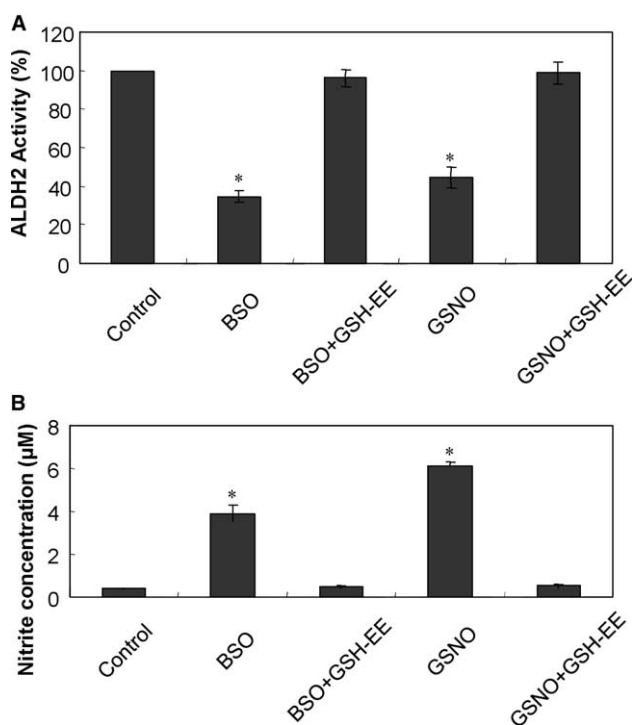 A
ALDH2 Activity (%)
120
100
80
60
40
20
0
*
*
Control
BSO
BSO+GSH-EE
GSNO
GSNO+GSH-EE
B
Nitrite concentration (µM)
8
6
4
2
0
*
*
Control
BSO
BSO+GSH-EE
GSNO
GSNO+GSH-EE